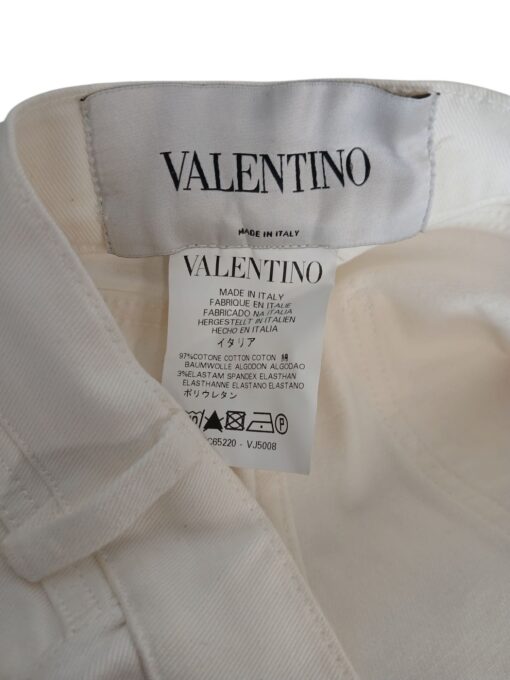 VALENTINO
MADE IN ITALY
VALENTINO
MADE IN ITALY
FABRIQUE EN ITALIE
FABRICADO NA ITALIA
HERGESTELLT IN ITALIEN
HECHO EN ITALIA
イタリア
97%COTONE COTTON COTON 綿
BAUMWOLLE ALGODON ALGODAO
3%ELASTAM SPANDEX ELASTHAN
ELASTHANNE ELASTANO ELASTANO
ポリウレタン
P
C65220 - VJ5008